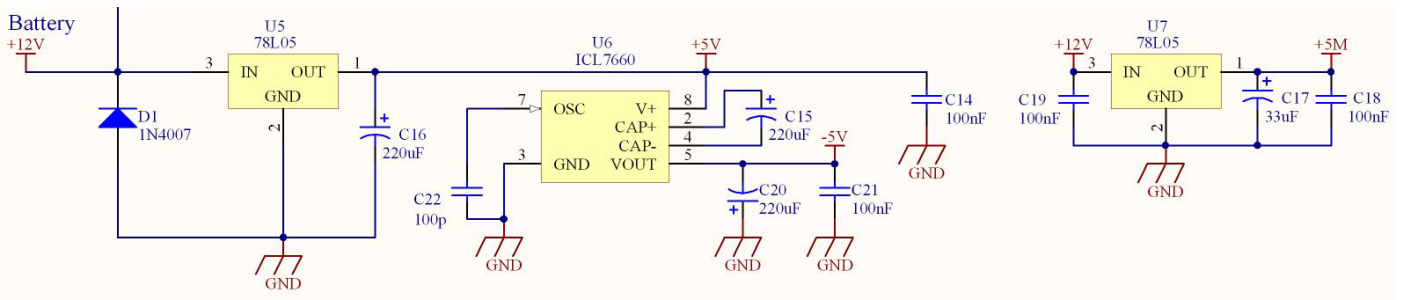 Battery
+12V
D1
1N4007
U5
78L05
3
IN
OUT
1
GND
2
GND
C16
220uF
U6
ICL7660
7
OSC
V+
8
CAP+
2
CAP-
4
3
GND
VOUT
5
C22
100p
GND
+5V
C15
220uF
-5V
C20
220uF
GND
C21
100nF
GND
C14
100nF
GND
+12V
C19
100nF
U7
78L05
3
IN
OUT
1
GND
2
GND
+5M
C17
33uF
C18
100nF